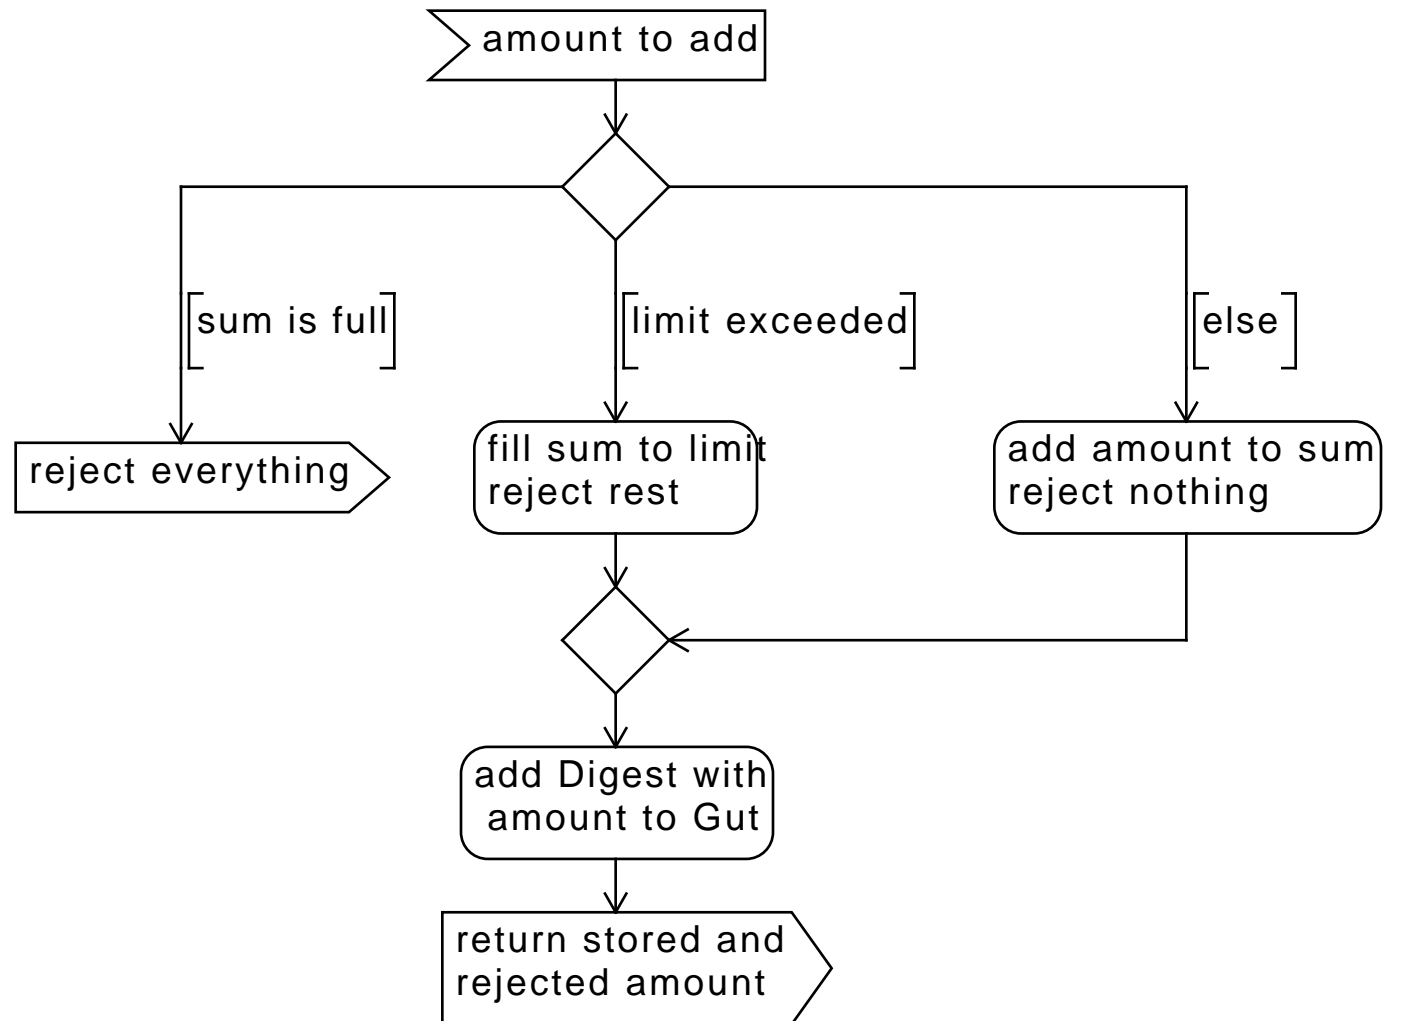 amount to add
[sum is full]
[limit exceeded]
[else ]
reject everything
fill sum to limit
reject rest
add amount to sum
reject nothing
add Digest with
amount to Gut
return stored and
rejected amount